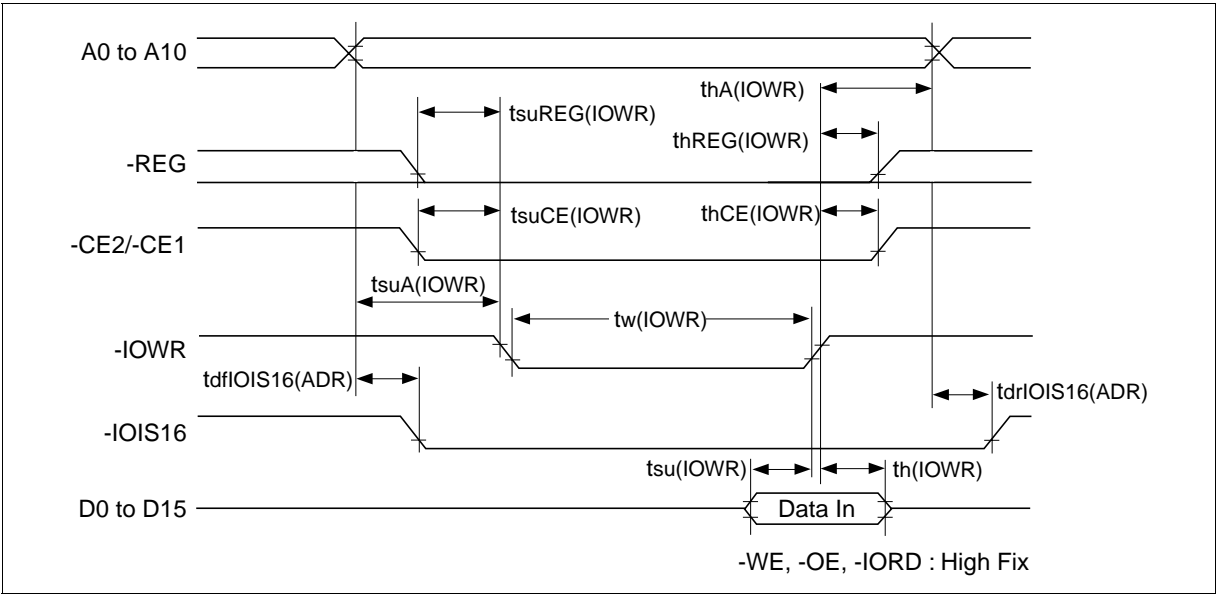 A0 to A10
thA(IOWR)
tsuREG(IOWR)
thREG(IOWR)
-REG
tsuCE(IOWR)
thCE(IOWR)
-CE2/-CE1
tsuA(IOWR)
tw(IOWR)
-IOWR
tdfIOIS16(ADR)
tdrIOIS16(ADR)
-IOIS16
tsu(IOWR)
th(IOWR)
D0 to D15
Data In
-WE, -OE, -IORD : High Fix